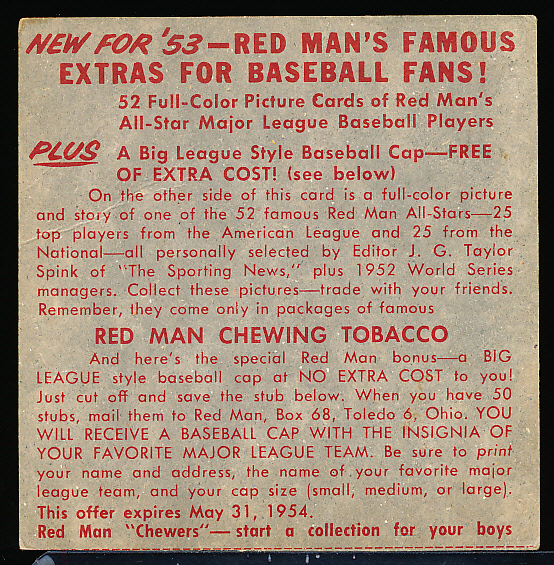 NEW FOR '53—RED MAN'S FAMOUS
EXTRAS FOR BASEBALL FANS!
52 Full-Color Picture Cards of Red Man's
All-Star Major League Baseball Players
PLUS A Big League Style Baseball Cap—FREE
OF EXTRA COST! (see below)
On the other side of this card is a full-color picture
and story of one of the 52 famous Red Man All-Stars—25
top players from the American League and 25 from the
National—all personally selected by Editor J. G. Taylor
Spink of "The Sporting News," plus 1952 World Series
managers. Collect these pictures—trade with your friends.
Remember, they come only in packages of famous
RED MAN CHEWING TOBACCO
And here's the special Red Man bonus—a BIG
LEAGUE style baseball cap at NO EXTRA COST to you!
Just cut off and save the stub below. When you have 50
stubs, mail them to Red Man, Box 68, Toledo 6, Ohio. YOU
WILL RECEIVE A BASEBALL CAP WITH THE INSIGNIA OF
YOUR FAVORITE MAJOR LEAGUE TEAM. Be sure to print
your name and address, the name of your favorite major
league team, and your cap size (small, medium, or large).
This offer expires May 31, 1954.
Red Man "Chewers"—start a collection for your boys